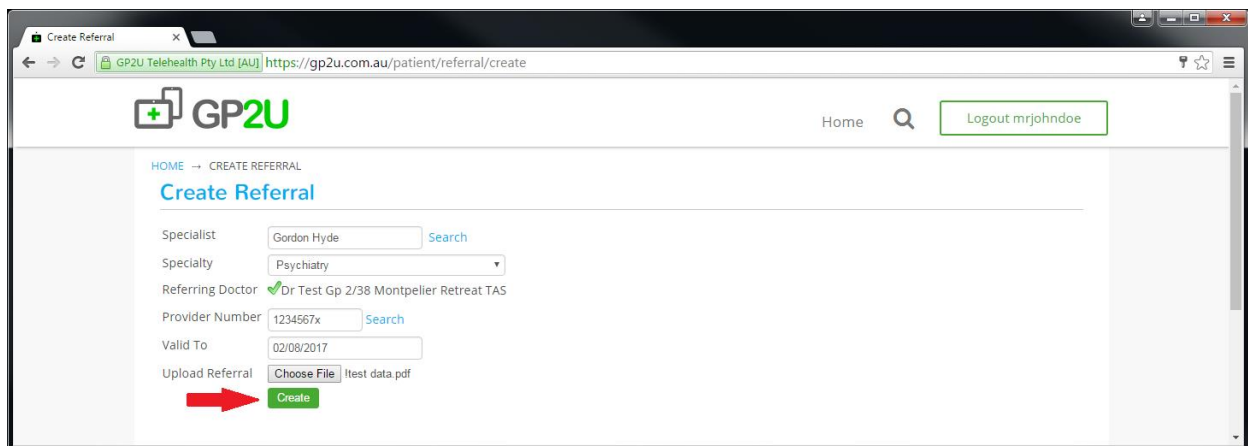 Create Referral
GP2U Telehealth Pty Ltd [AU] https://gp2u.com.au/patient/referral/create
GP2U
Home
Logout mrjohndoe
HOME → CREATE REFERRAL
Create Referral
Specialist Gordon Hyde Search
Specialty Psychiatry
Referring Doctor Dr Test Gp 2/38 Montpelier Retreat TAS
Provider Number 1234567x Search
Valid To 02/08/2017
Upload Referral Choose File !test data.pdf
Create